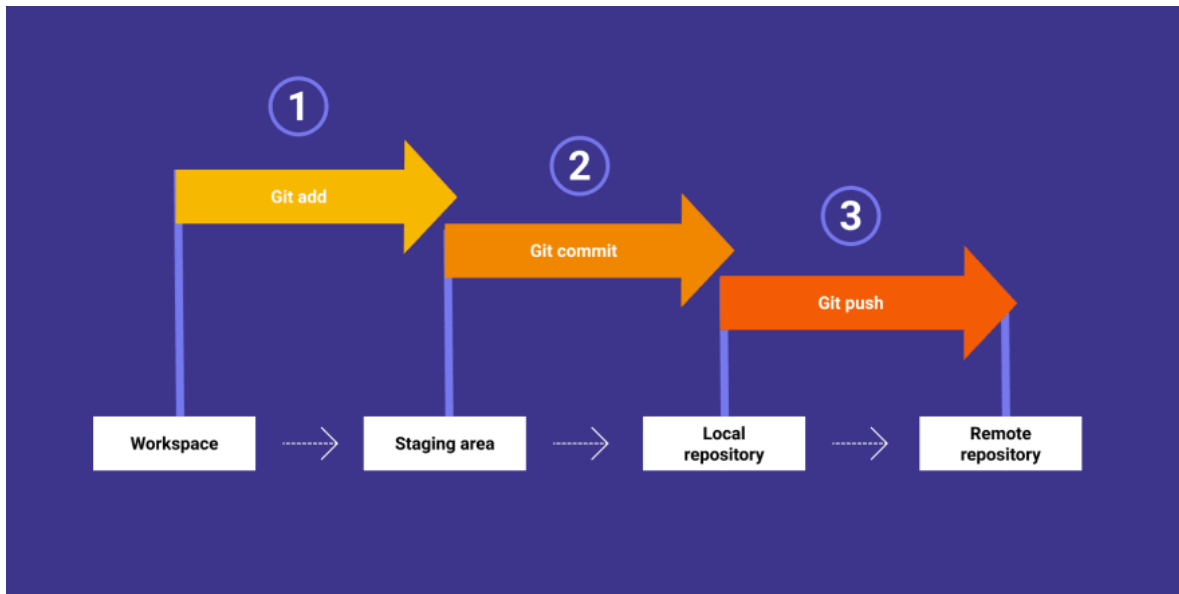 1
Git add
2
Git commit
3
Git push
Workspace
Staging area
Local
repository
Remote
repository